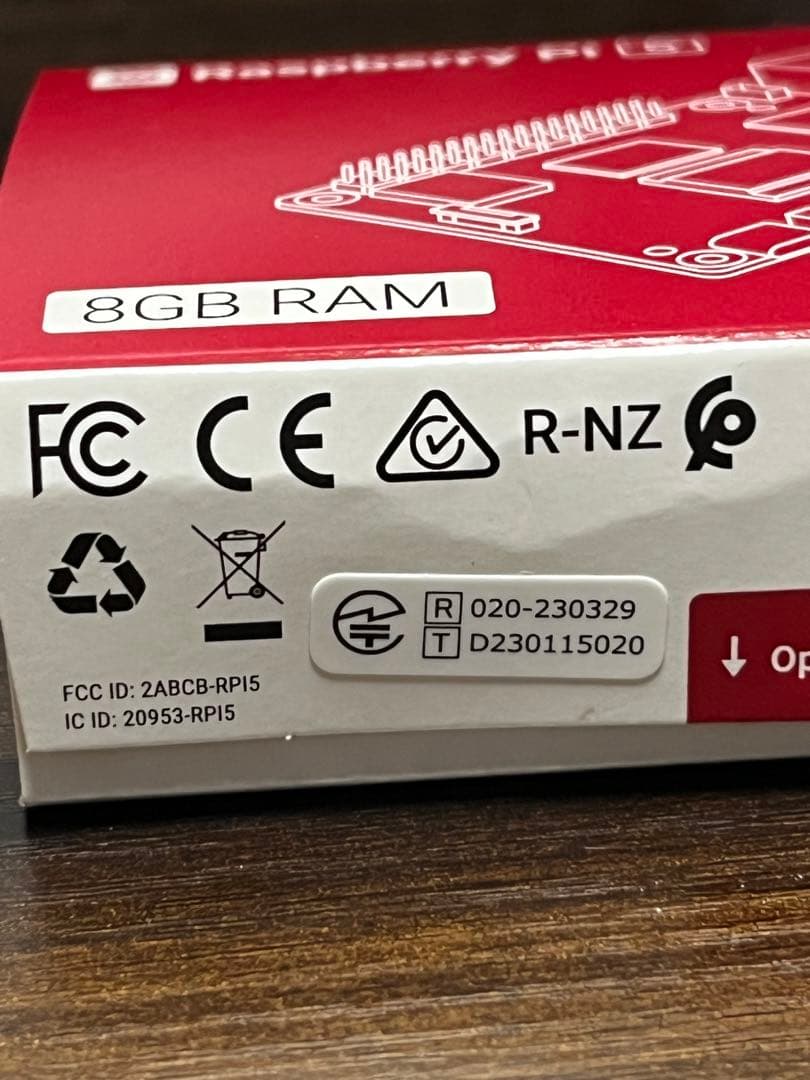 Raspberry Pi 5
8GB RAM
FC CE R-NZ
R 020-230329
T D230115020
FCC ID: 2ABCB-RPI5
IC ID: 20953-RPI5
↓ Op